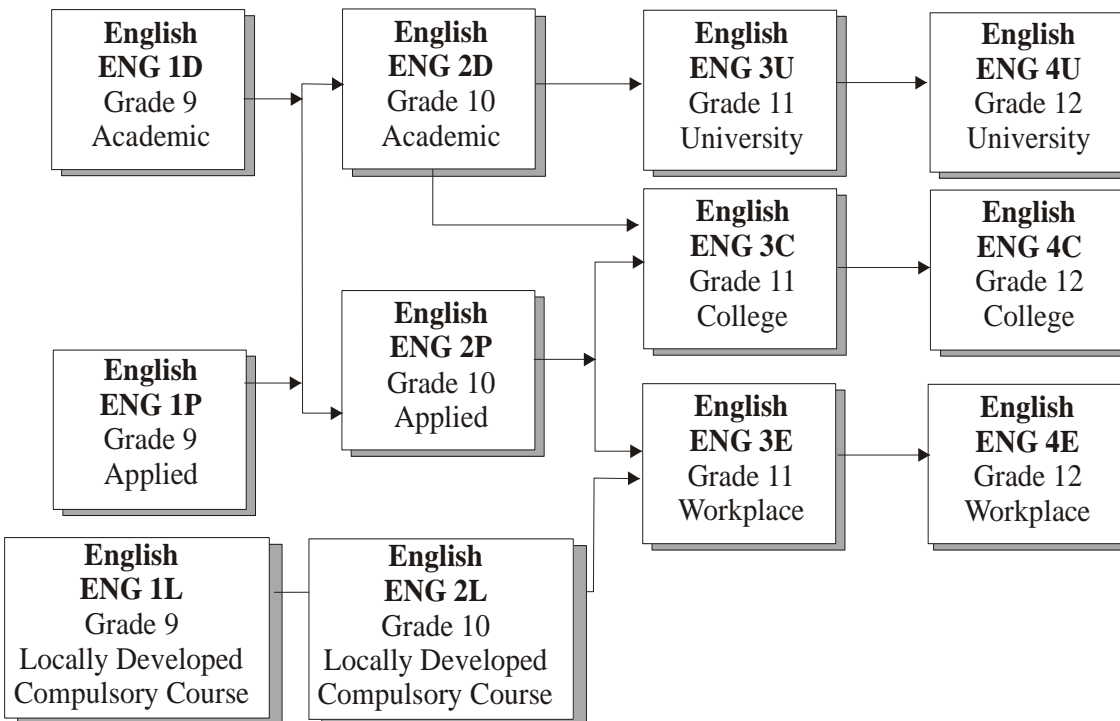 English
ENG 1D
Grade 9
Academic
English
ENG 2D
Grade 10
Academic
English
ENG 3U
Grade 11
University
English
ENG 4U
Grade 12
University
English
ENG 3C
Grade 11
College
English
ENG 4C
Grade 12
College
English
ENG 1P
Grade 9
Applied
English
ENG 2P
Grade 10
Applied
English
ENG 3E
Grade 11
Workplace
English
ENG 4E
Grade 12
Workplace
English
ENG 1L
Grade 9
Locally Developed
Compulsory Course
English
ENG 2L
Grade 10
Locally Developed
Compulsory Course